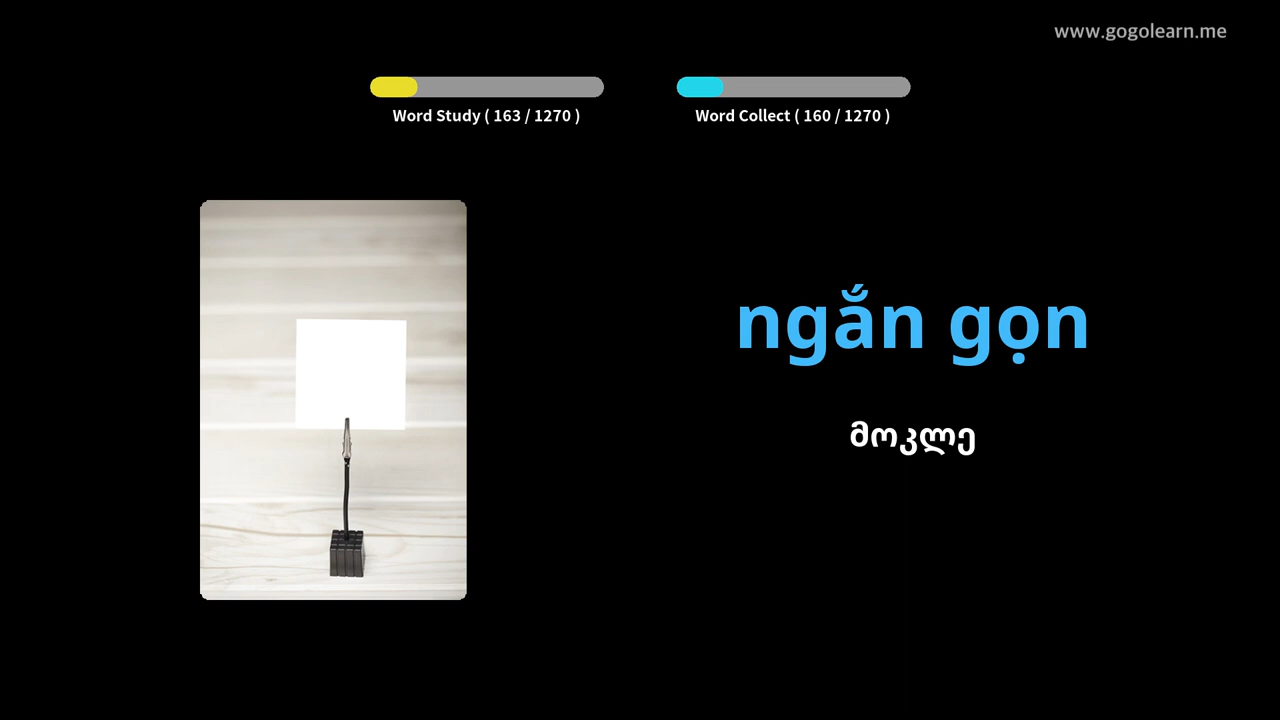 www.gogolearn.me
Word Study ( 163 / 1270 )
Word Collect ( 160 / 1270 )
ngắn gọn
მოკლე